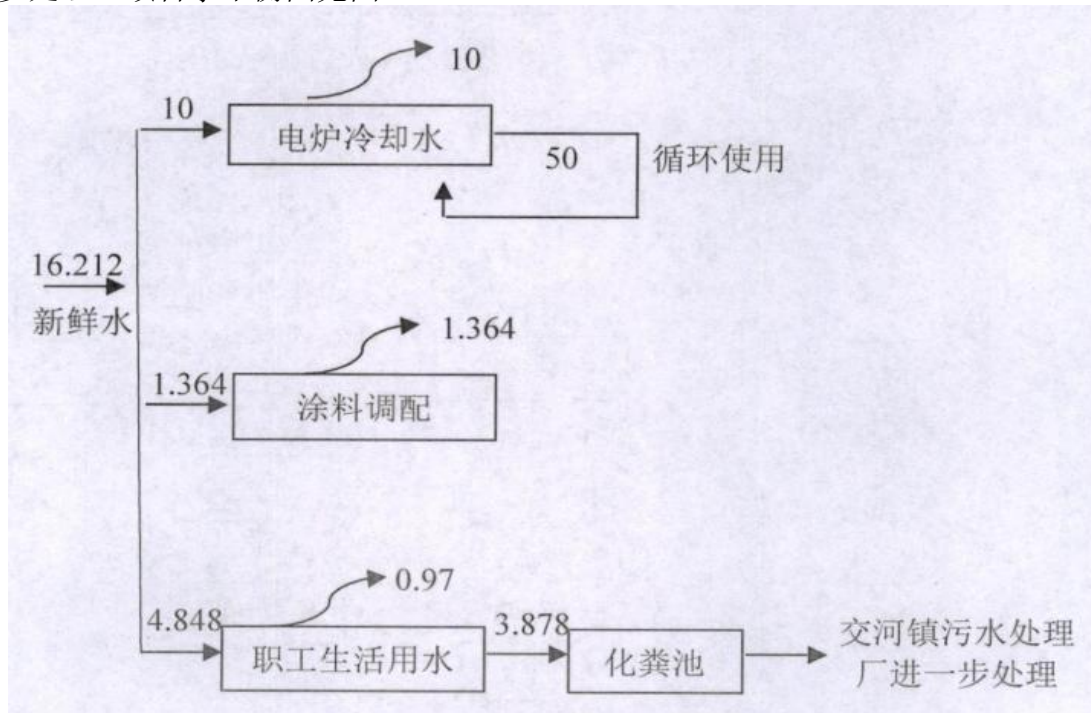 10
10
电炉冷却水
50
循环使用
16.212
新鲜水
1.364
1.364
涂料调配
0.97
4.848
职工生活用水
3.878
化粪池
交河镇污水处理
厂进一步处理